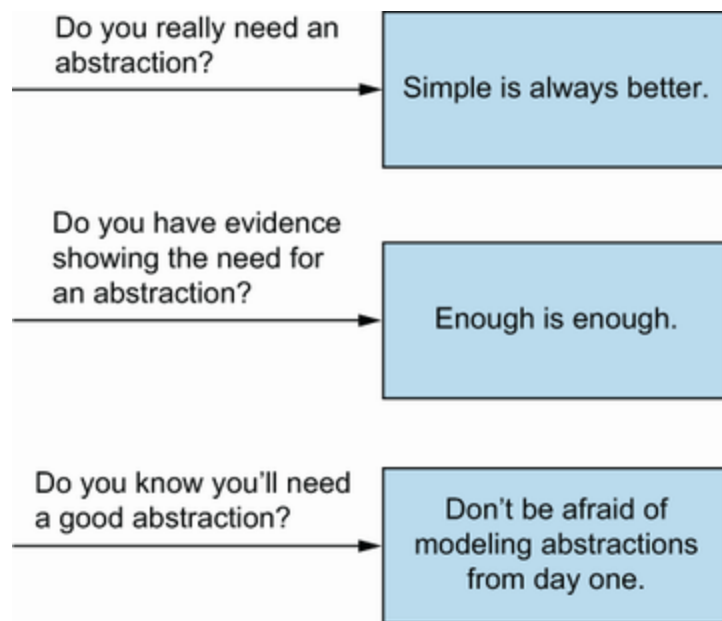 Do you really need an
abstraction?
Simple is always better.
Do you have evidence
showing the need for
an abstraction?
Enough is enough.
Do you know you'll need
a good abstraction?
Don't be afraid of
modeling abstractions
from day one.